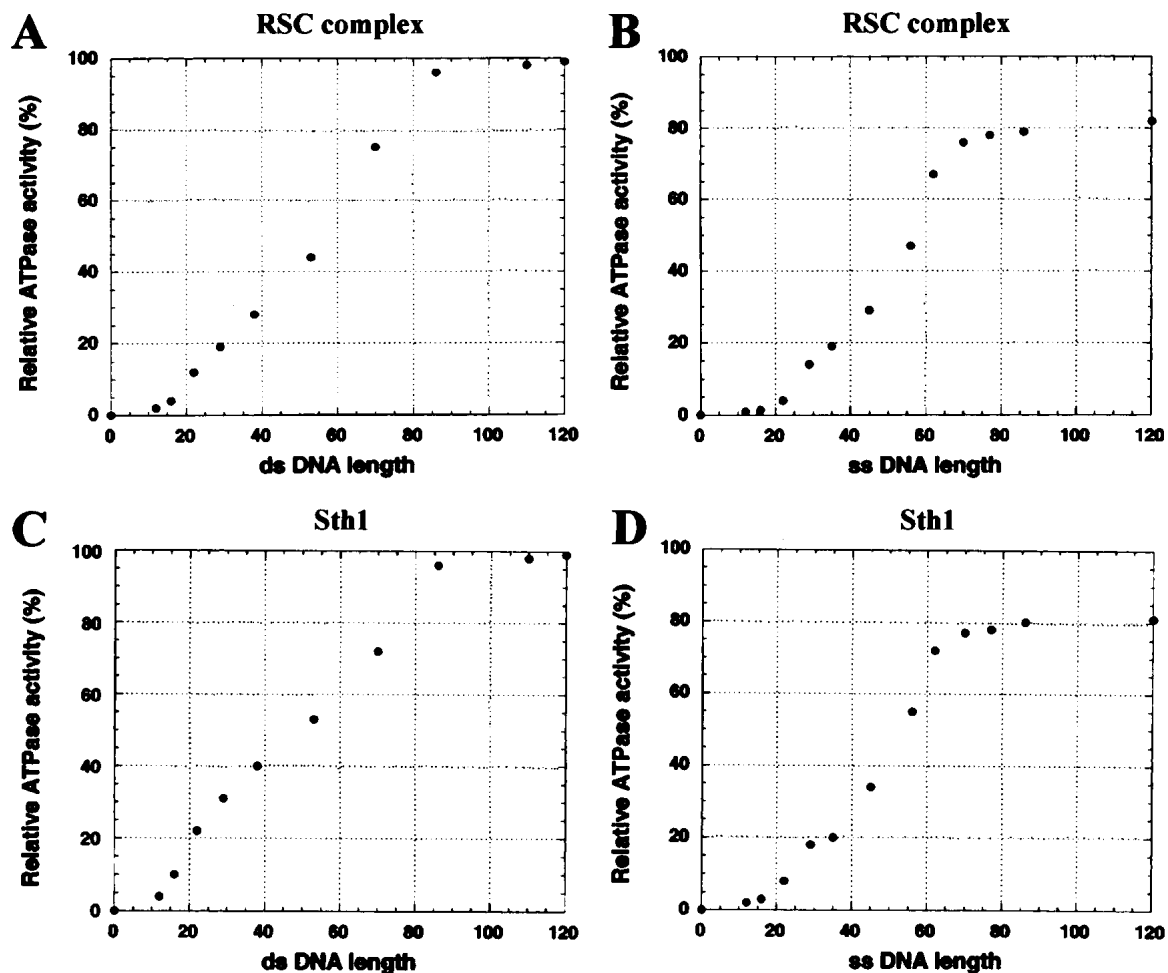 A
RSC complex
Relative ATPase activity (%)
100
80
60
40
20
0
0 20 40 60 80 100 120
ds DNA length
B
RSC complex
Relative ATPase activity (%)
100
80
60
40
20
0
0 20 40 60 80 100 120
ss DNA length
C
Sth1
Relative ATPase activity (%)
100
80
60
40
20
0
0 20 40 60 80 100 120
ds DNA length
D
Sth1
Relative ATPase activity (%)
100
80
60
40
20
0
0 20 40 60 80 100 120
ss DNA length